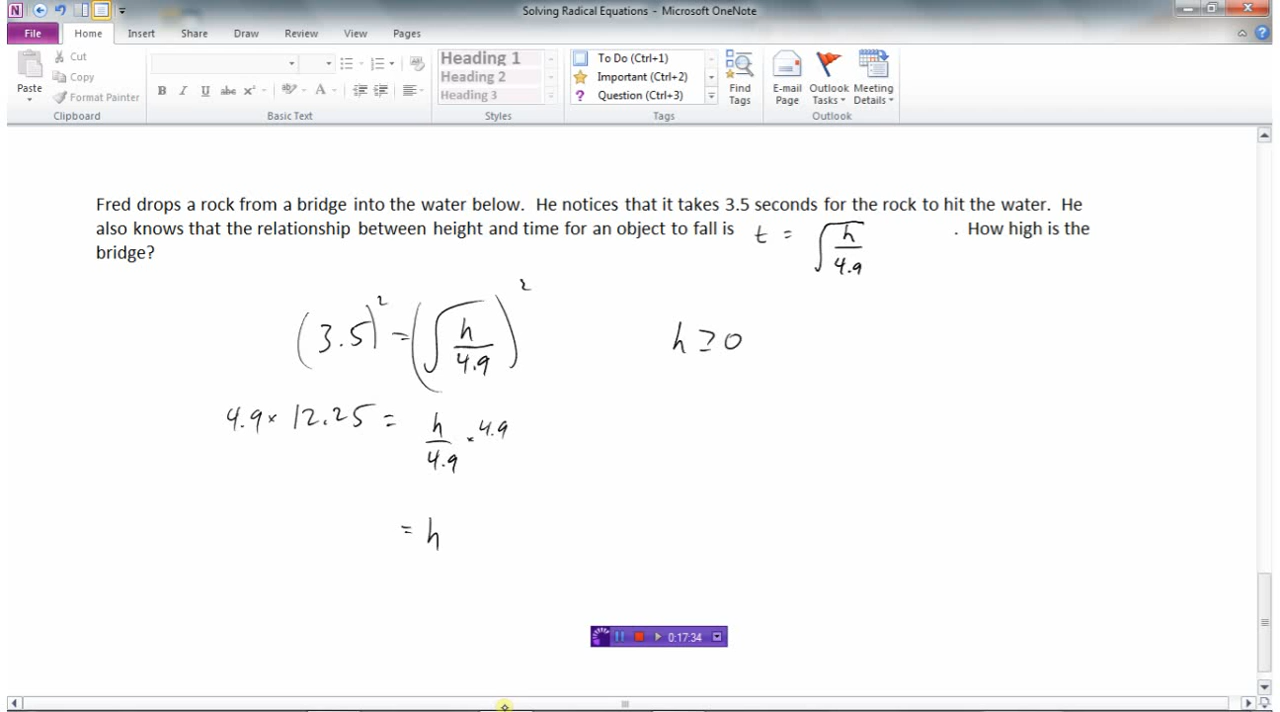 Solving Radical Equations - Microsoft OneNote
File Home Insert Share Draw Review View Pages
Paste
Cut
Copy
Format Painter
Clipboard
B I U abc x²
A
Basic Text
Heading 1
Heading 2
Heading 3
Styles
To Do (Ctrl+1)
Important (Ctrl+2)
Question (Ctrl+3)
Find Tags
Tags
E-mail Page
Outlook Tasks
Meeting Details
Outlook
Fred drops a rock from a bridge into the water below. He notices that it takes 3.5 seconds for the rock to hit the water. He
also knows that the relationship between height and time for an object to fall is t = √(h/4.9) . How high is the
bridge?
(3.5)² = (√(h/4.9))²
h ≥ 0
4.9 × 12.25 = h/4.9 × 4.9
= h
0:17:34